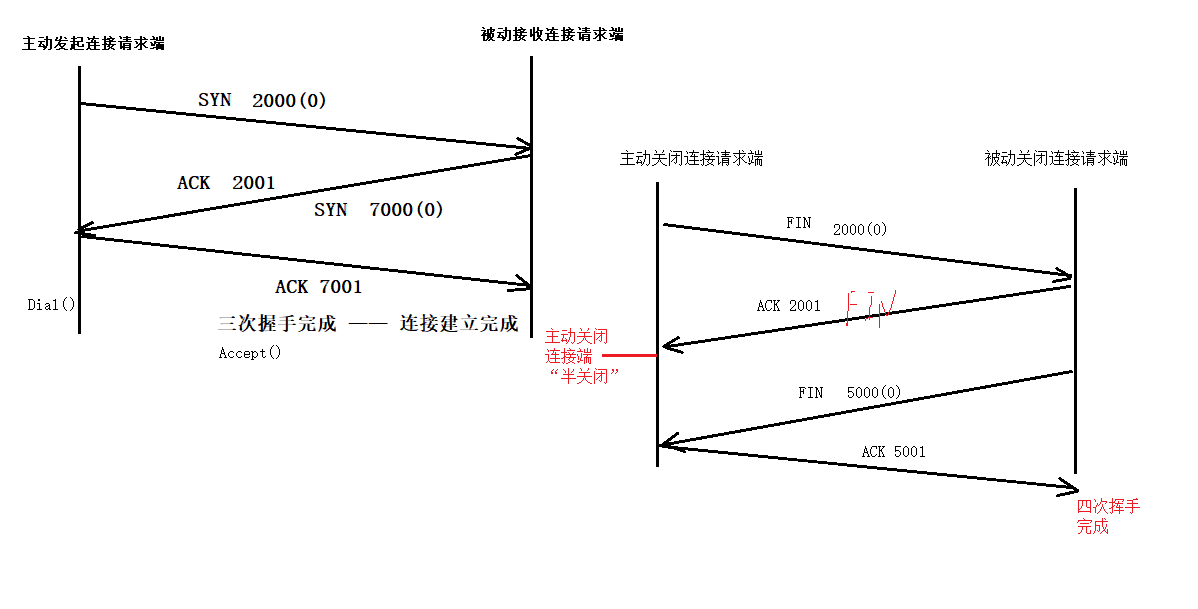 主动发起连接请求端
被动接收连接请求端
SYN 2000(0)
ACK 2001
SYN 7000(0)
ACK 7001
Dial()
三次握手完成 —— 连接建立完成
Accept()
主动关闭连接请求端
被动关闭连接请求端
FIN 2000(0)
ACK 2001 FIN
主动关闭
连接端
“半关闭”
FIN 5000(0)
ACK 5001
四次挥手
完成